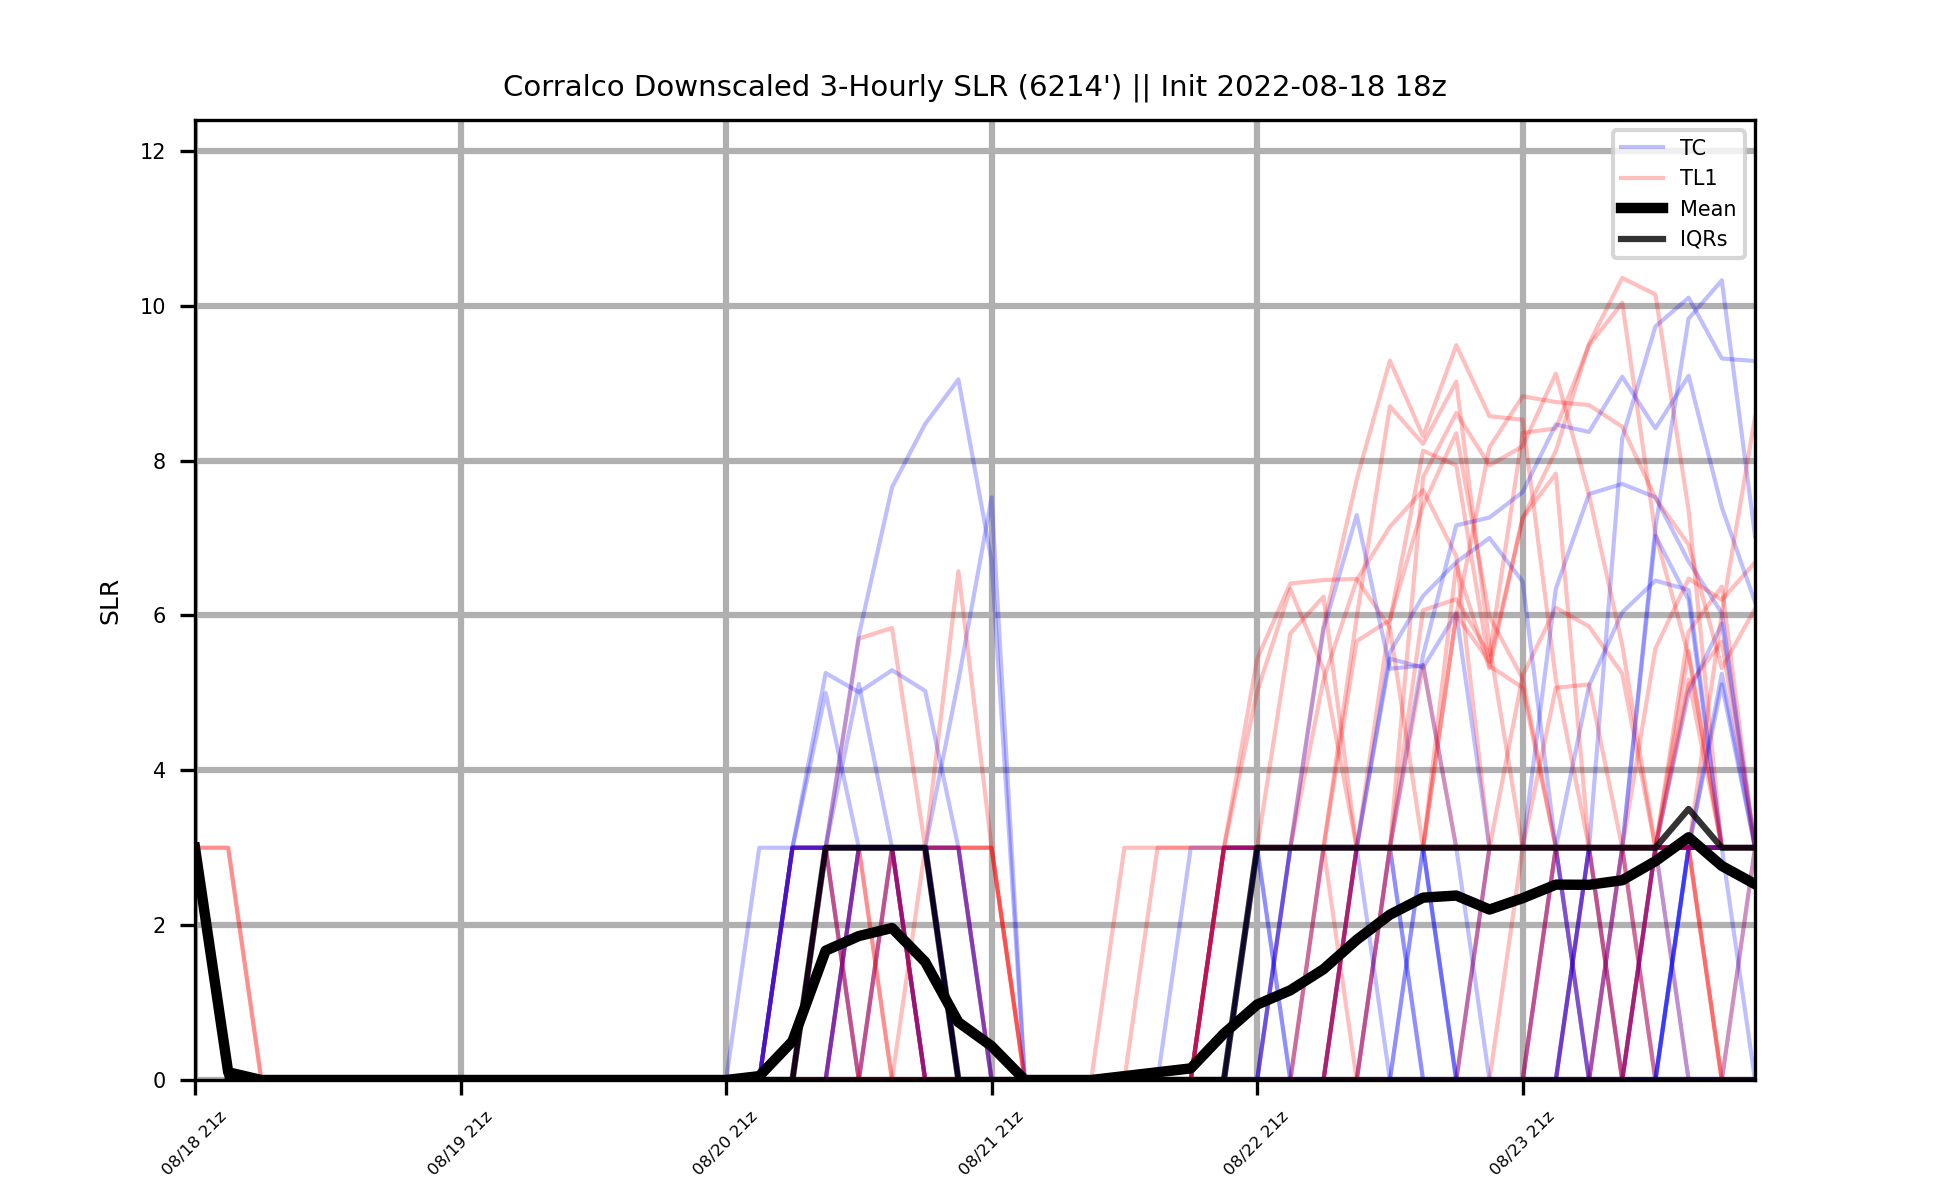 Corralco Downscaled 3-Hourly SLR (6214') || Init 2022-08-18 18z
TC
TL1
Mean
IQRs
SLR
12
10
8
6
4
2
0
08/18 21z
08/19 21z
08/20 21z
08/21 21z
08/22 21z
08/23 21z